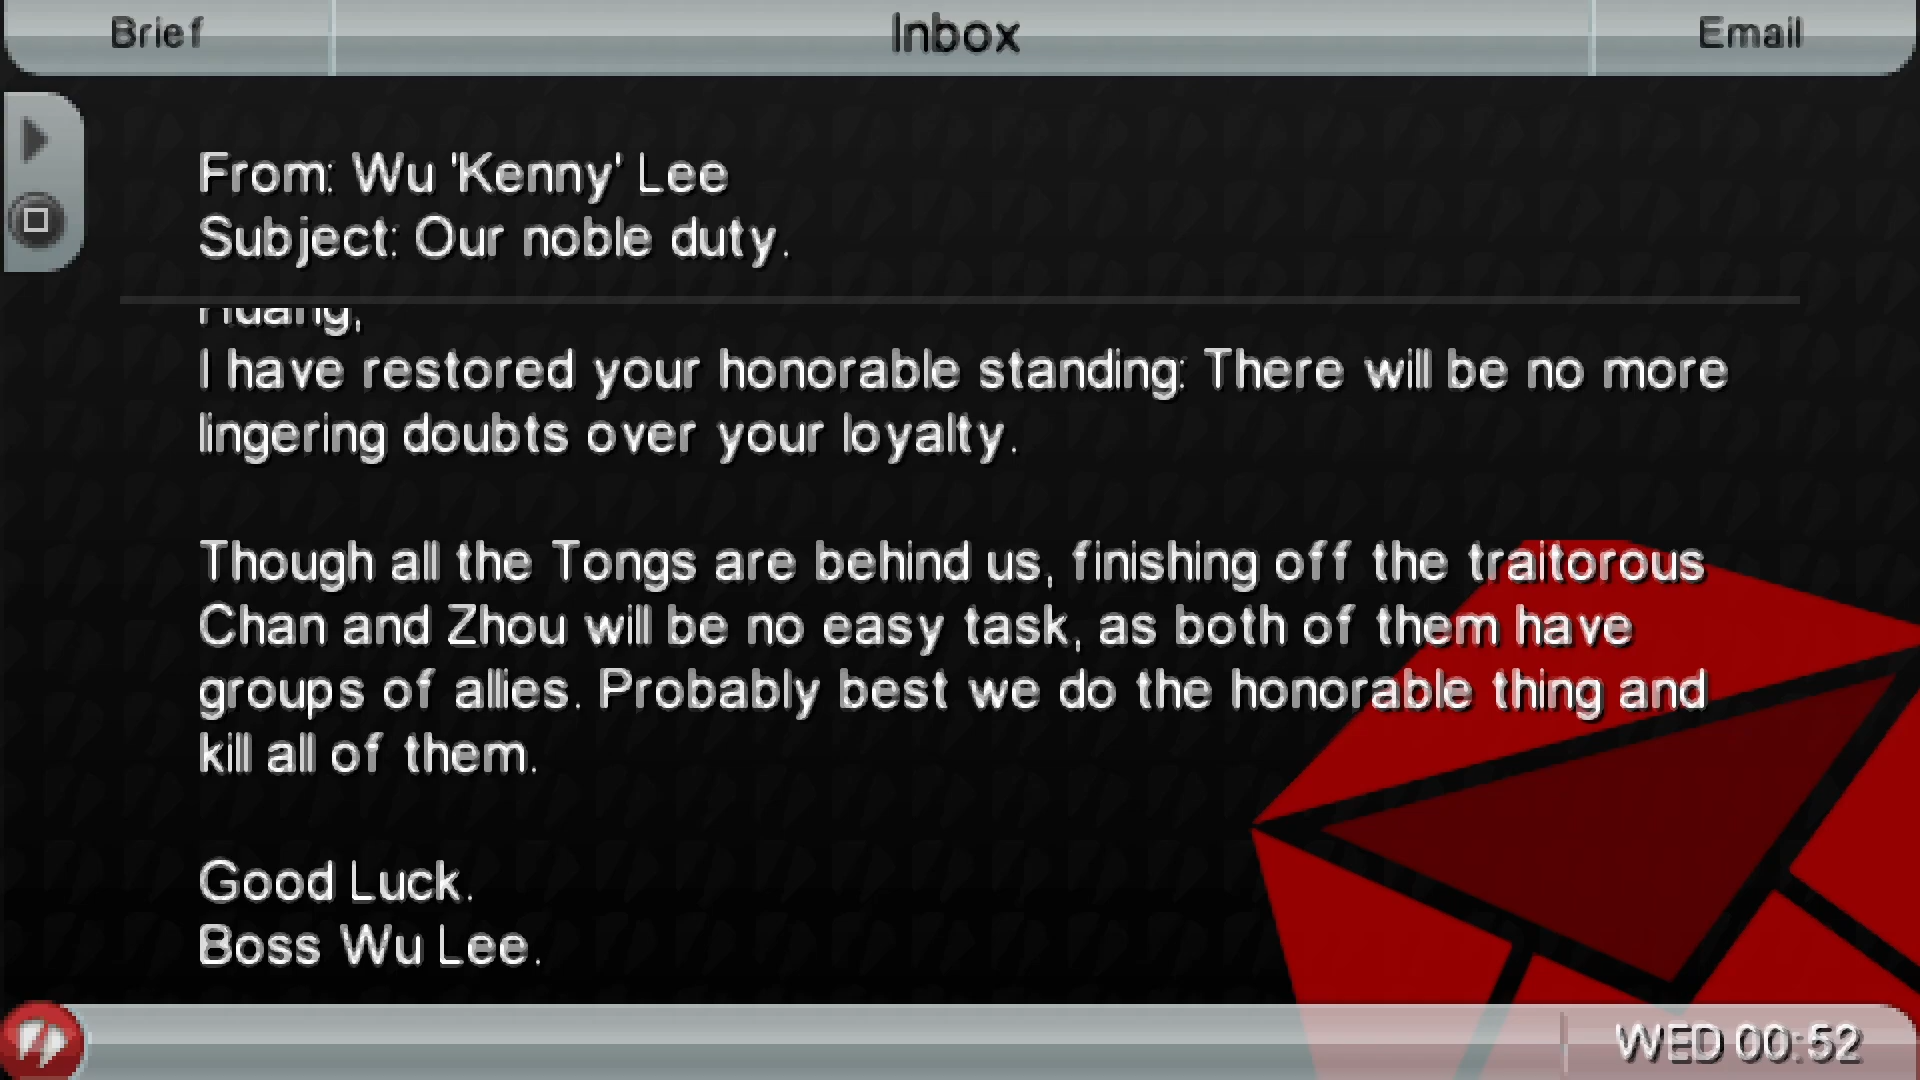 Brief
Inbox
Email
From: Wu 'Kenny' Lee
Subject: Our noble duty.
Huang,
I have restored your honorable standing: There will be no more
lingering doubts over your loyalty.
Though all the Tongs are behind us, finishing off the traitorous
Chan and Zhou will be no easy task, as both of them have
groups of allies. Probably best we do the honorable thing and
kill all of them.
Good Luck.
Boss Wu Lee.
WED 00:52